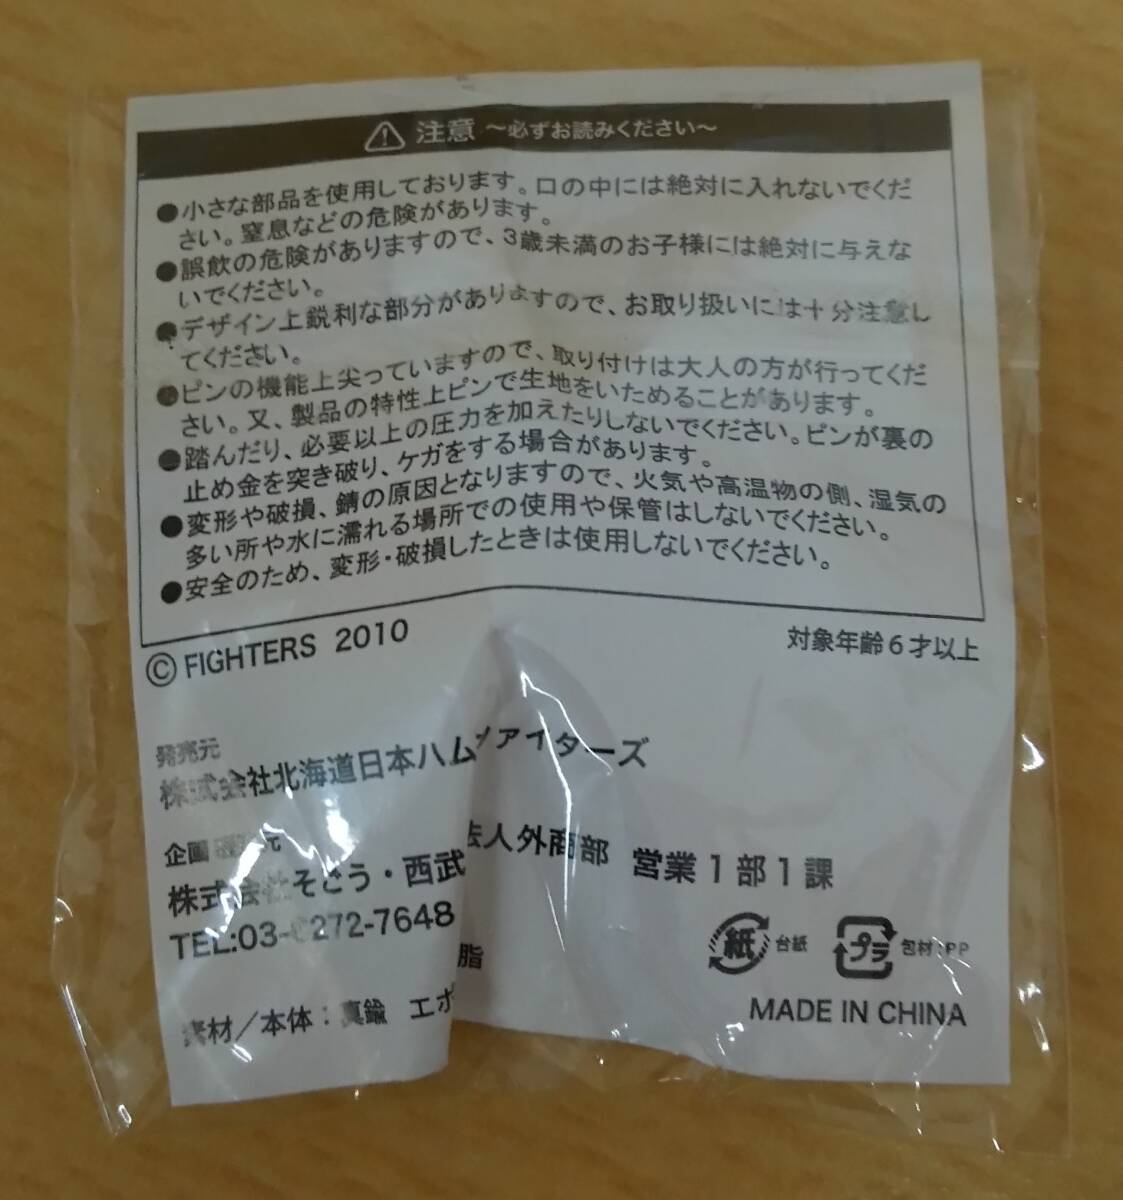 注意 ～必ずお読みください～
●小さな部品を使用しております。口の中には絶対に入れないでくだ
さい。窒息などの危険があります。
●誤飲の危険がありますので、3歳未満のお子様には絶対に与えな
いでください。
●デザイン上鋭利な部分がありますので、お取り扱いには十分注意し
てください。
●ピンの機能上尖っていますので、取り付けは大人の方が行ってくだ
さい。又、製品の特性上ピンで生地をいためることがあります。
●踏んだり、必要以上の圧力を加えたりしないでください。ピンが裏の
止め金を突き破り、ケガをする場合があります。
●変形や破損、錆の原因となりますので、火気や高温物の側、湿気の
多い所や水に濡れる場所での使用や保管はしないでください。
●安全のため、変形・破損したときは使用しないでください。
© FIGHTERS 2010
対象年齢6才以上
発売元
株式会社北海道日本ハムファイターズ
企画 元
株式会社そごう・西武 法人外商部 営業1部1課
TEL:03-6272-7648
素材／本体：真鍮 エポ 脂
紙 台紙 プラ 包材:PP
MADE IN CHINA